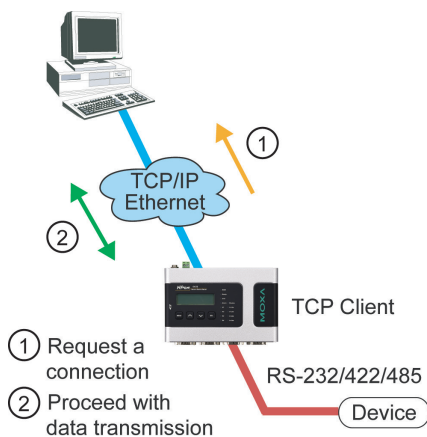 1
TCP/IP
Ethernet
2
NPort
MOXA
TCP Client
1 Request a
connection
2 Proceed with
data transmission
RS-232/422/485
Device